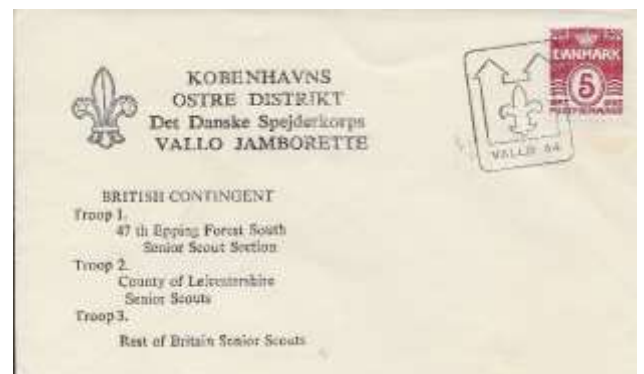 KOBENHAVNS
OSTRE DISTRIKT
Det Danske Spejderkorps
VALLO JAMBORETTE
DANMARK
5
VALLØ 64
BRITISH CONTINGENT
Troop 1.
47 th Epping Forest South
Senior Scout Section
Troop 2.
County of Leicestershire
Senior Scouts
Troop 3.
Rest of Britain Senior Scouts